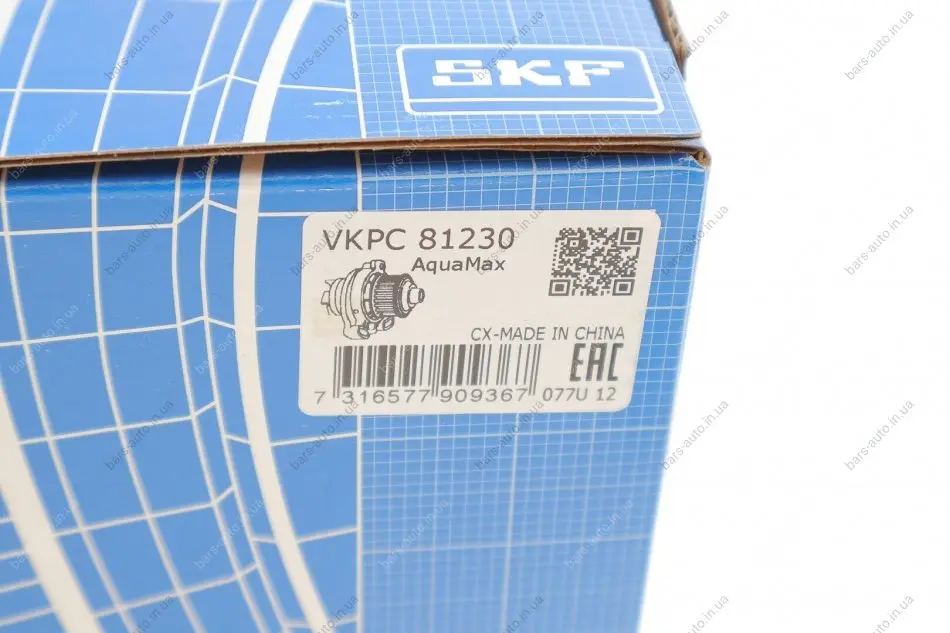 SKF
VKPC 81230
AquaMax
CX-MADE IN CHINA
EAC
7 316577 909367 077U 12
bars-auto.in.ua